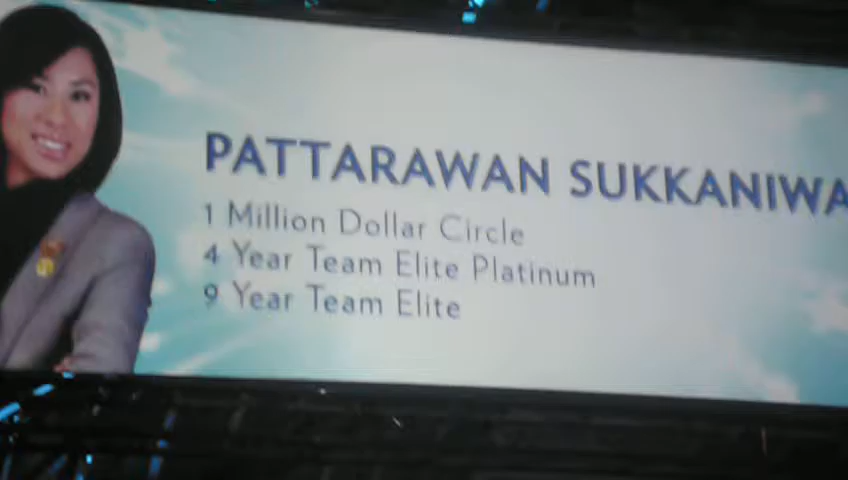 PATTARAWAN SUKKANIWA
1 Million Dollar Circle
4 Year Team Elite Platinum
9 Year Team Elite